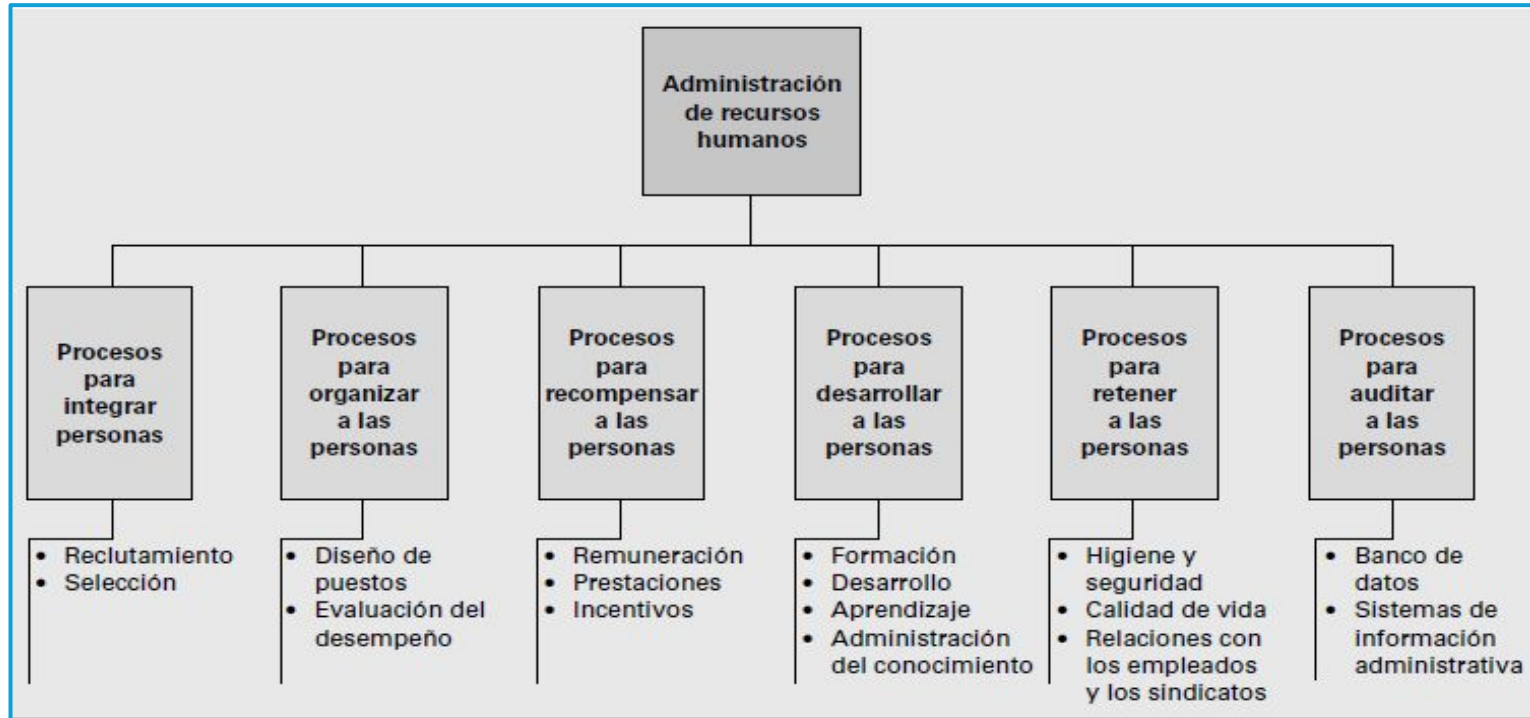 Administración
de recursos
humanos
Procesos
para
integrar
personas
Procesos
para
organizar
a las
personas
Procesos
para
recompensar
a las
personas
Procesos
para
desarrollar
a las
personas
Procesos
para
retener
a las
personas
Procesos
para
auditar
a las
personas
• Reclutamiento
• Selección
• Diseño de
puestos
• Evaluación del
desempeño
• Remuneración
• Prestaciones
• Incentivos
• Formación
• Desarrollo
• Aprendizaje
• Administración
del conocimiento
• Higiene y
seguridad
• Calidad de vida
• Relaciones con
los empleados
y los sindicatos
• Banco de
datos
• Sistemas de
información
administrativa